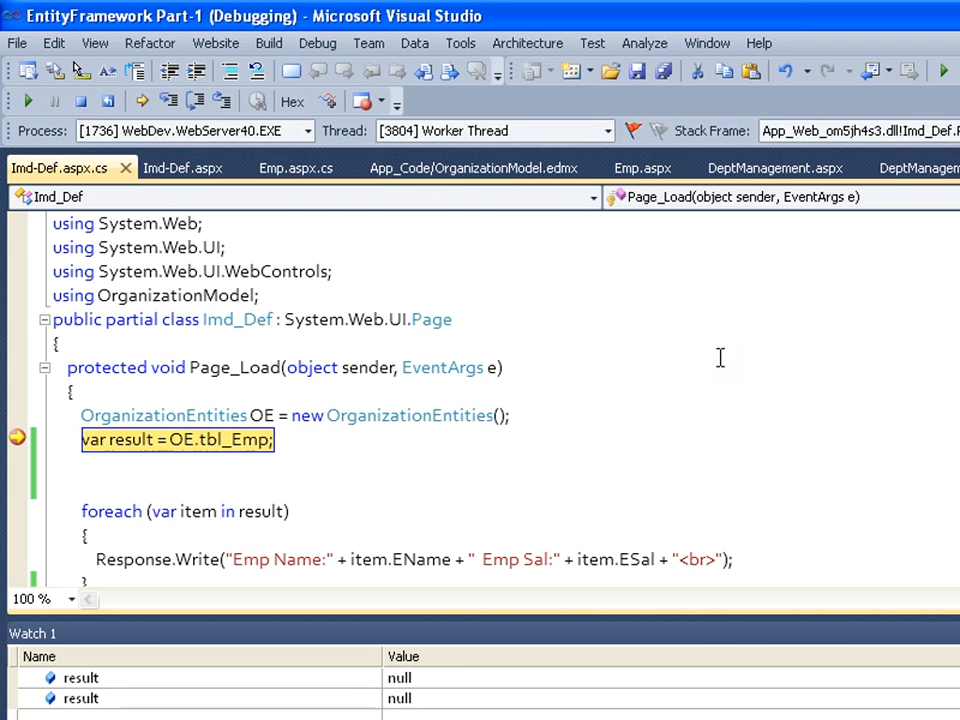 EntityFramework Part-1 (Debugging) - Microsoft Visual Studio
File Edit View Refactor Website Build Debug Team Data Tools Architecture Test Analyze Window Help
Hex
Process: [1736] WebDev.WebServer40.EXE Thread: [3804] Worker Thread Stack Frame: App_Web_om5jh4s3.dll!Imd_Def.P
Imd-Def.aspx.cs Imd-Def.aspx Emp.aspx.cs App_Code/OrganizationModel.edmx Emp.aspx DeptManagement.aspx DeptManagem
Imd_Def Page_Load(object sender, EventArgs e)
using System.Web;
using System.Web.UI;
using System.Web.UI.WebControls;
using OrganizationModel;
public partial class Imd_Def : System.Web.UI.Page
{
protected void Page_Load(object sender, EventArgs e)
{
OrganizationEntities OE = new OrganizationEntities();
var result = OE.tbl_Emp;
foreach (var item in result)
{
Response.Write("Emp Name:" + item.EName + "  Emp Sal:" + item.ESal + "<br>");
}
100 %
Watch 1
Name Value
result null
result null